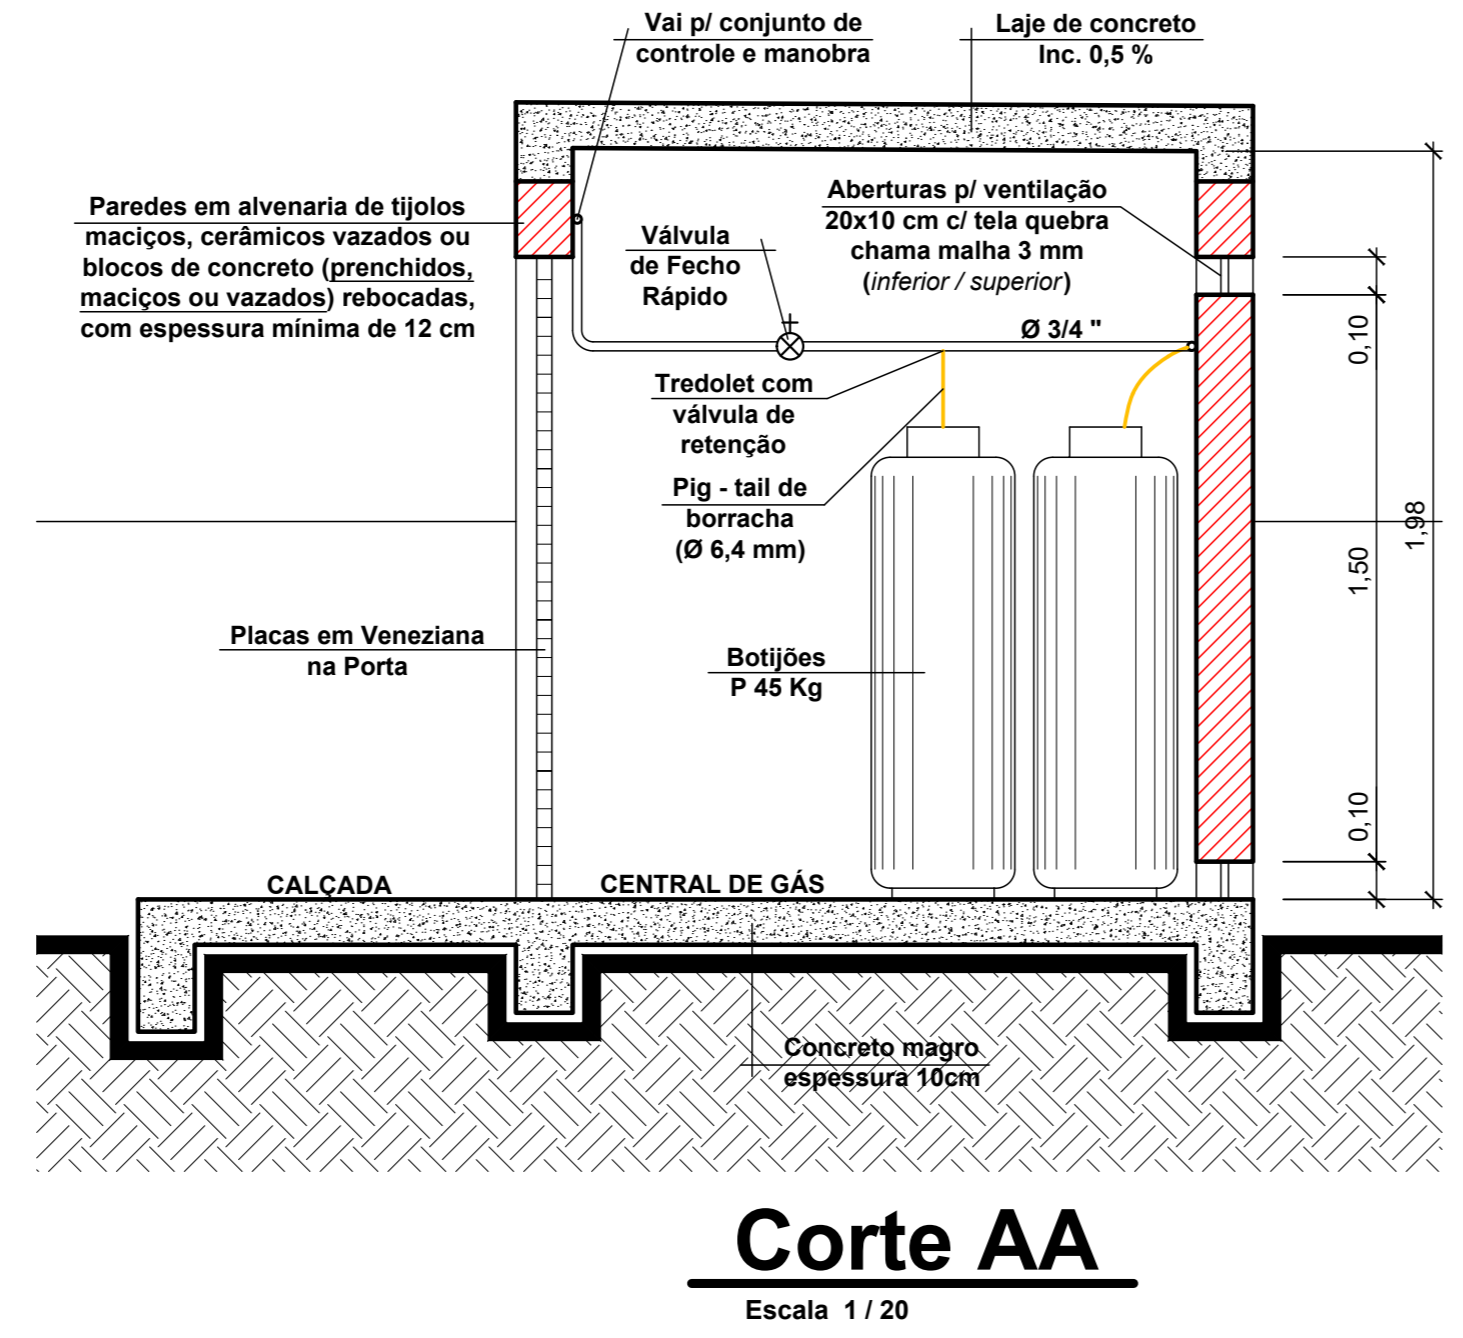 Vai p/ conjunto de
controle e manobra
Laje de concreto
Inc. 0,5 %
Paredes em alvenaria de tijolos
maciços, cerâmicos vazados ou
blocos de concreto (prenchidos,
maciços ou vazados) rebocadas,
com espessura mínima de 12 cm
Válvula
de Fecho
Rápido
Aberturas p/ ventilação
20x10 cm c/ tela quebra
chama malha 3 mm
(inferior / superior)
Ø 3/4 "
0,10
Tredolet com
válvula de
retenção
Pig - tail de
borracha
(Ø 6,4 mm)
1,98
1,50
Placas em Veneziana
na Porta
Botijões
P 45 Kg
0,10
CALÇADA
CENTRAL DE GÁS
Concreto magro
espessura 10cm
Corte AA
Escala 1 / 20